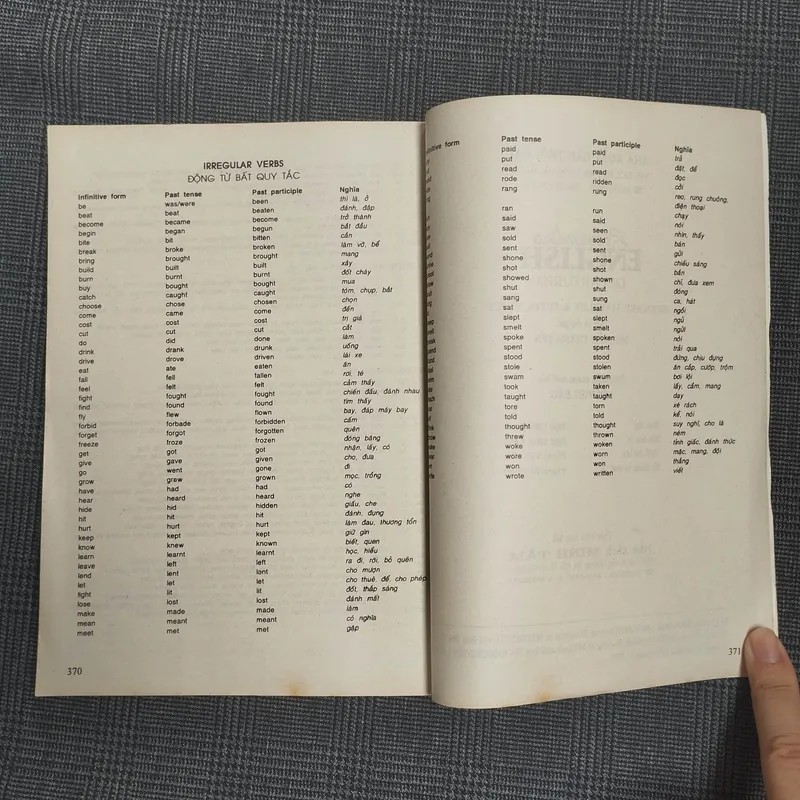 IRREGULAR VERBS
ĐỘNG TỪ BẤT QUY TẮC
Infinitive form Past tense Past participle Nghĩa
be was/were been thì là, ở
beat beat beaten đánh, đập
become became become trở thành
begin began begun bắt đầu
bite bit bitten cắn
break broke broken làm vỡ, bể
bring brought brought mang
build built built xây
burn burnt burnt đốt cháy
buy bought bought mua
catch caught caught tóm, chụp, bắt
choose chose chosen chọn
come came come đến
cost cost cost trị giá
cut cut cut cắt
do did done làm
drink drank drunk uống
drive drove driven lái xe
eat ate eaten ăn
fall fell fallen rơi, té
feel felt felt cảm thấy
fight fought fought chiến đấu, đánh nhau
find found found tìm thấy
fly flew flown bay, đáp máy bay
forbid forbade forbidden cấm
forget forgot forgotten quên
freeze froze frozen đóng băng
get got got nhận, lấy, có
give gave given cho, đưa
go went gone đi
grow grew grown mọc, trồng
have had had có
hear heard heard nghe
hide hid hidden giấu, che
hit hit hit đánh, đụng
hurt hurt hurt làm đau, thương tổn
keep kept kept giữ gìn
know knew known biết, quen
learn learnt learnt học, hiểu
leave left left ra đi, rời, bỏ quên
lend lent lent cho mượn
let let let cho thuê, để, cho phép
light lit lit đốt, thắp sáng
lose lost lost đánh mất
make made made làm
mean meant meant có nghĩa
meet met met gặp
370
finitive form Past tense Past participle Nghĩa
paid paid trả
put put đặt, để
read read đọc
rode ridden cỡi
rang rung reo, rung chuông,
điện thoại
ran run chạy
said said nói
saw seen nhìn, thấy
sold sold bán
sent sent gửi
shone shone chiếu sáng
shot shot bắn
showed shown chỉ, đưa xem
shut shut đóng
sang sung ca, hát
sat sat ngồi
slept slept ngủ
smelt smelt ngửi
spoke spoken nói
spent spent trải qua
stood stood đứng, chịu đựng
stole stolen ăn cắp, cướp, trộm
swam swum bơi lội
took taken lấy, cầm, mang
taught taught dạy
tore torn xé rách
told told kể, nói
thought thought suy nghĩ, cho là
threw thrown ném
woke woken tỉnh giấc, đánh thức
wore worn mặc, mang, đội
won won thắng
wrote written viết
371